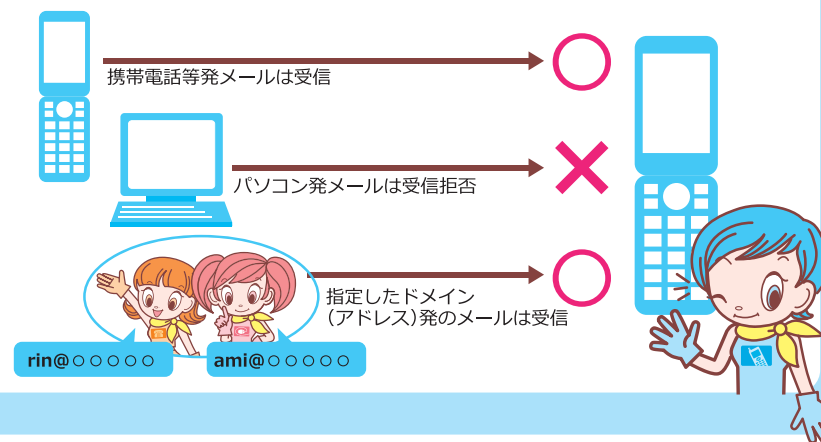 携帯電話等発メールは受信
パソコン発メールは受信拒否
指定したドメイン
（アドレス）発のメールは受信
rin@○○○○○
ami@○○○○○